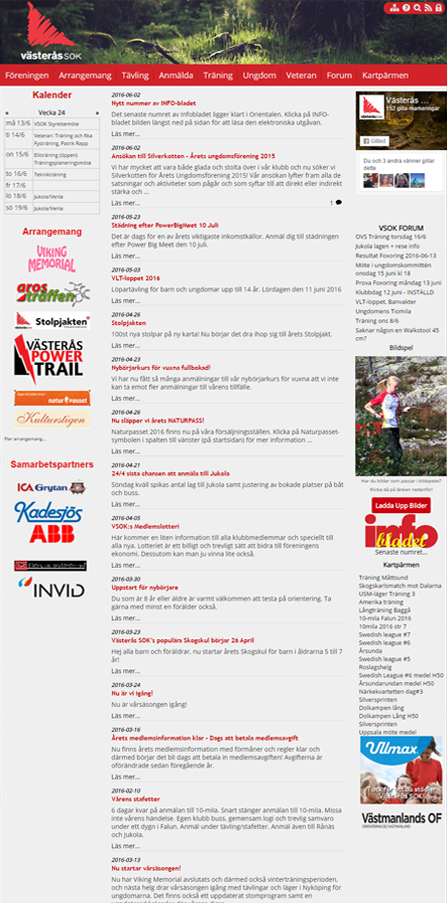 västerås SOK
Föreningen Arrangemang Tävling Anmälda Träning Ungdom Veteran Forum Kartpärmen
Kalender
« Vecka 24 »
må 13/6 VSOK Styrelsemöte
ti 14/6 Veteran: Träning och fika
Fysträning, Patrik Rapp
on 15/6 Elitträning (löpten)
Träningsplaneringsmöte
to 16/6 Teknikträning
fr 17/6
lö 18/6 Jukola/Venla
sö 19/6 Jukola/Venla
Arrangemang
VIKING
MEMORIAL
aros
träffen
Stolpjakten
VÄSTERÅS
POWER
TRAIL
naturpasset
Kulturstigen
Fler arrangemang...
Samarbetspartners
ICA Grytan
Kadesjös
ABB
INVID
2016-06-02
Nytt nummer av INFO-bladet
Det senaste numret av Infobladet ligger klart i Orientalen. Klicka på INFO-
bladet bilden längst ned på sidan för att läsa den elektroniska utgåvan.
Läs mer...
2016-06-02
Ansökan till Silverkotten - Årets ungdomsförening 2015
Vi har mycket att vara både glada och stolta över i vår klubb och nu söker vi
Silverkotten för Årets Ungdomsförening 2015! Vår ansökan lyfter fram alla de
satsningar och aktiviteter som pågår och som syftar till att direkt eller indirekt
stärka och ...
Läs mer... 1
2016-05-23
Städning efter PowerBigMeet 10 Juli
Det är dags för en av årets viktigaste inkomstkällor. Anmäl dig till städningen
efter Power Big Meet den 10 juli.
Läs mer...
2016-05-03
VLT-loppet 2016
Löpartävling för barn och ungdomar upp till 14 år. Lördagen den 11 juni 2016
Läs mer...
2016-04-26
Stolpjakten
100st nya stolpar på ny karta! Nu börjar det dra ihop sig till årets Stolpjakt.
Läs mer...
2016-04-23
Nybörjarkurs för vuxna fullbokad!
Vi har nu fått så många anmälningar till vår nybörjarkurs för vuxna att vi inte
kan ta emot fler anmälningar till vårens tillfälle.
Läs mer...
2016-04-26
Nu släpper vi årets NATURPASS!
Naturpasset 2016 finns nu på våra försäljningsställen. Klicka på Naturpasset-
symbolen i spalten till vänster (på startsidan) för mer information ...
Läs mer...
2016-04-21
24/4 sista chansen att anmäla till Jukola
Söndag kväll spikas antal lag till Jukola samt justering av bokade platser på båt
och buss.
Läs mer...
2016-04-05
VSOK:s Medlemslotteri
Här kommer en liten information till alla klubbmedlemmar och speciellt till
alla nya. Lotteriet är ett billigt och trevligt sätt att bidra till föreningens
ekonomi. Dessutom kan man ju vinna lite också.
Läs mer...
2016-03-30
Uppstart för nybörjare
Du som är 8 år eller äldre är varmt välkommen att testa på orientering. Ta
gärna med minst en förälder också.
Läs mer...
2016-03-23
Västerås SOK's populära Skogskul börjar 26 April
Hej alla barn och föräldrar, nu startar årets Skogskul för barn i åldrarna 5 till 7
år!
Läs mer...
2016-03-24
Nu är vi igång!
Nu är vårsäsongen igång!
Läs mer...
2016-03-16
Årets medlemsinformation klar - Dags att betala medlemsavgift
Nu finns årets medlemsinformation med förmåner och regler klar och
därmed börjar det bli dags att betala in medlemsavgiften! Avgifterna är
oförändrade sedan föregående år.
Läs mer...
2016-02-10
Vårens stafetter
6 dagar kvar på anmälan till 10-mila. Snart stänger anmälan till 10-mila. Missa
inte vårens händelse. Egen klubb buss, gemensam logi och trevlig samvaro
under ett dygn i Falun. Anmäl under tävling/stafetter. Anmäl även till Rånäs
och Jukola.
Läs mer...
2016-03-13
Nu startar vårsäsongen!
Nu har Viking Memorial avslutats och därmed också vinterträningsperioden,
och nästa helg drar vårsäsongen igång med tävlingar och läger i Nyköping för
ungdomarna. Det finns också ett uppdaterat stomprogram samt en
Västerås ...
152 gilla-markeringar
Gillad
Du och 3 andra vänner gillar
detta
VSOK FORUM
OVS Träning torsdag 16/6
Jukola lagen + rese info
Resultat Foxoring 2016-06-13
Möte i ungdomskommittén
onsdag 15 juni kl 18
Prova Foxoring måndag 13 juni
Klubbdag 12 juni - INSTÄLLD
VLT-loppet. Banvakter
Ungdomens Tiomila
Träning ons 8/6
Saknar någon en Walkstool 45
cm?
Bildspel
Har du bilder som passar i bildspelet?
Klicka då på länken nedanför!
Ladda Upp Bilder
info
bladet
Senaste numret...
Kartpärmen
Träning Måttsund
Skogskarlsmatch mot Dalarna
USM-läger Träning 3
Amerika träning
Långträning Baggå
10-mila Falun 2016
10mila 2016 str 7
Swedish league #7
Swedish league #6
Årsunda
Swedish league #5
Roslagshelg
Swedish League #6 medel H50
Årsundarundan medel H50
Närkekvartetten dag#3
Silversprinten
Dolkampen lång
Dolkampen Lång H50
Silversprinten
Uppsala möte medel
Ullmax
Västmanlands OF